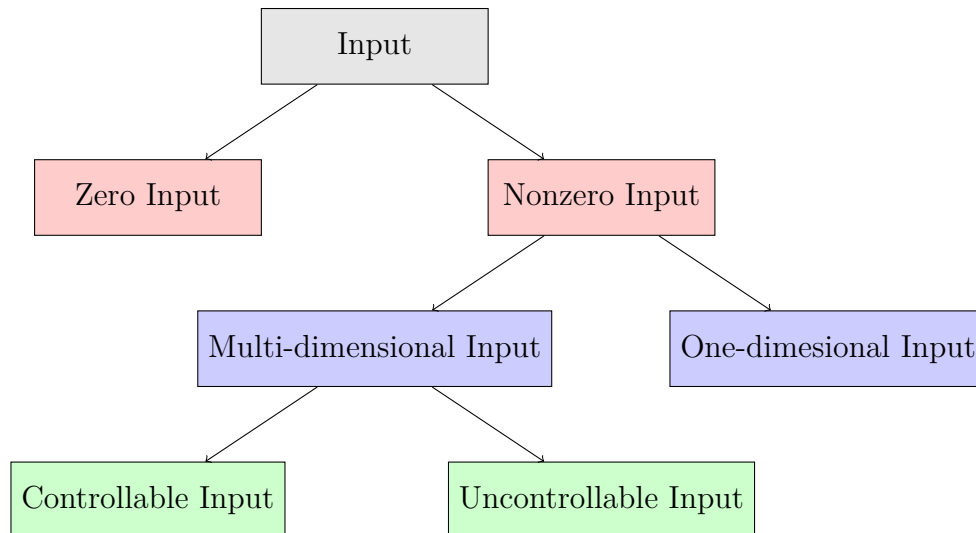 Input
Zero Input
Nonzero Input
Multi-dimensional Input
One-dimesional Input
Controllable Input
Uncontrollable Input